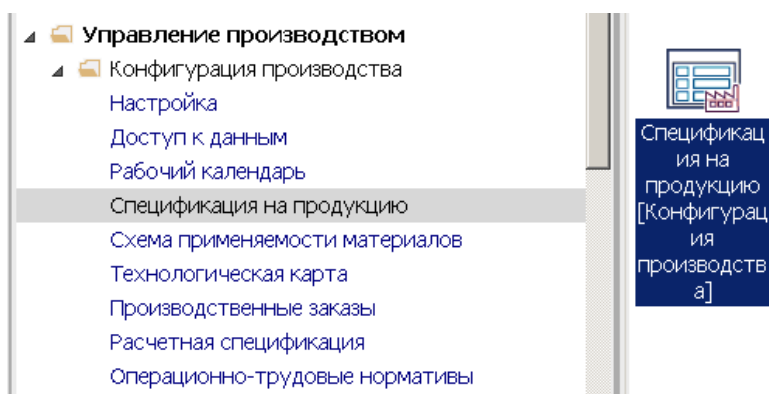 Управление производством
Конфигурация производства
Настройка
Доступ к данным
Рабочий календарь
Спецификация на продукцию
Схема применяемости материалов
Технологическая карта
Производственные заказы
Расчетная спецификация
Операционно-трудовые нормативы
Спецификац
ия на
продукцию
[Конфигурац
ия
производств
а]